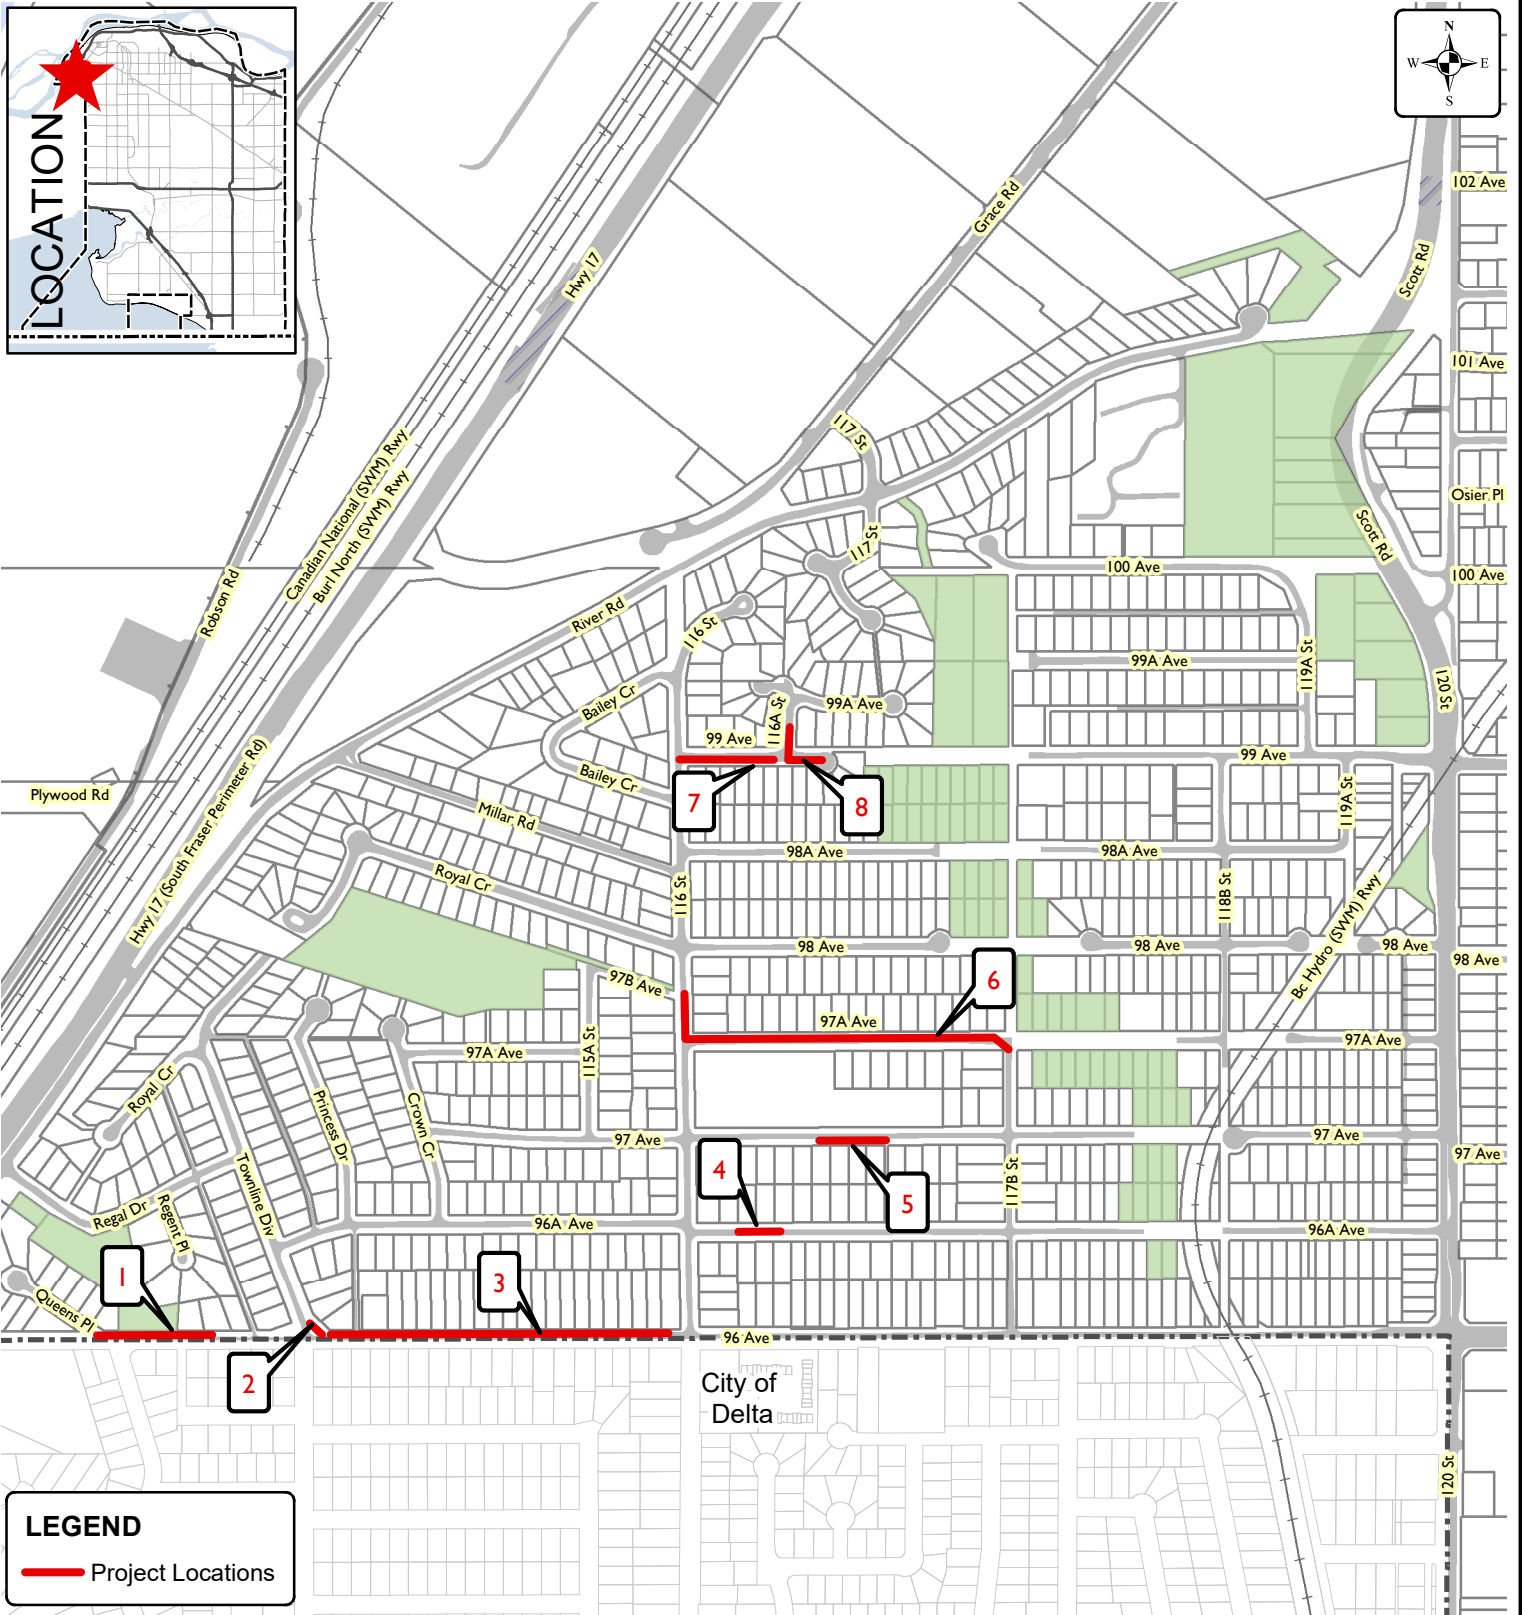 LOCATION
N
W
E
S
102 Ave
Grace Rd
Scott Rd
Hwy 17
101 Ave
117 St
Canadian National (SWM) Rwy
Burl North (SWM) Rwy
Osier Pl
Scott Rd
117 St
100 Ave
100 Ave
Robson Rd
River Rd
116 St
99A Ave
119A St
120 St
Bailey Cr
116A St
99A Ave
99 Ave
99 Ave
Bailey Cr
Plywood Rd
7
8
119A St
Millar Rd
Hwy 17 (South Fraser Perimeter Rd)
98A Ave
98A Ave
Royal Cr
116 St
118B St
Bc Hydro (SWM) Rwy
98 Ave
98 Ave
98 Ave
98 Ave
97B Ave
6
97A Ave
97A Ave
97A Ave
115A St
Royal Cr
Princess Dr
Crown Cr
97 Ave
97 Ave
97 Ave
4
5
117B St
Townline Div
Regal Dr
Regent Pl
96A Ave
96A Ave
1
3
Queens Pl
96 Ave
2
City of
Delta
120 St
LEGEND
Project Locations